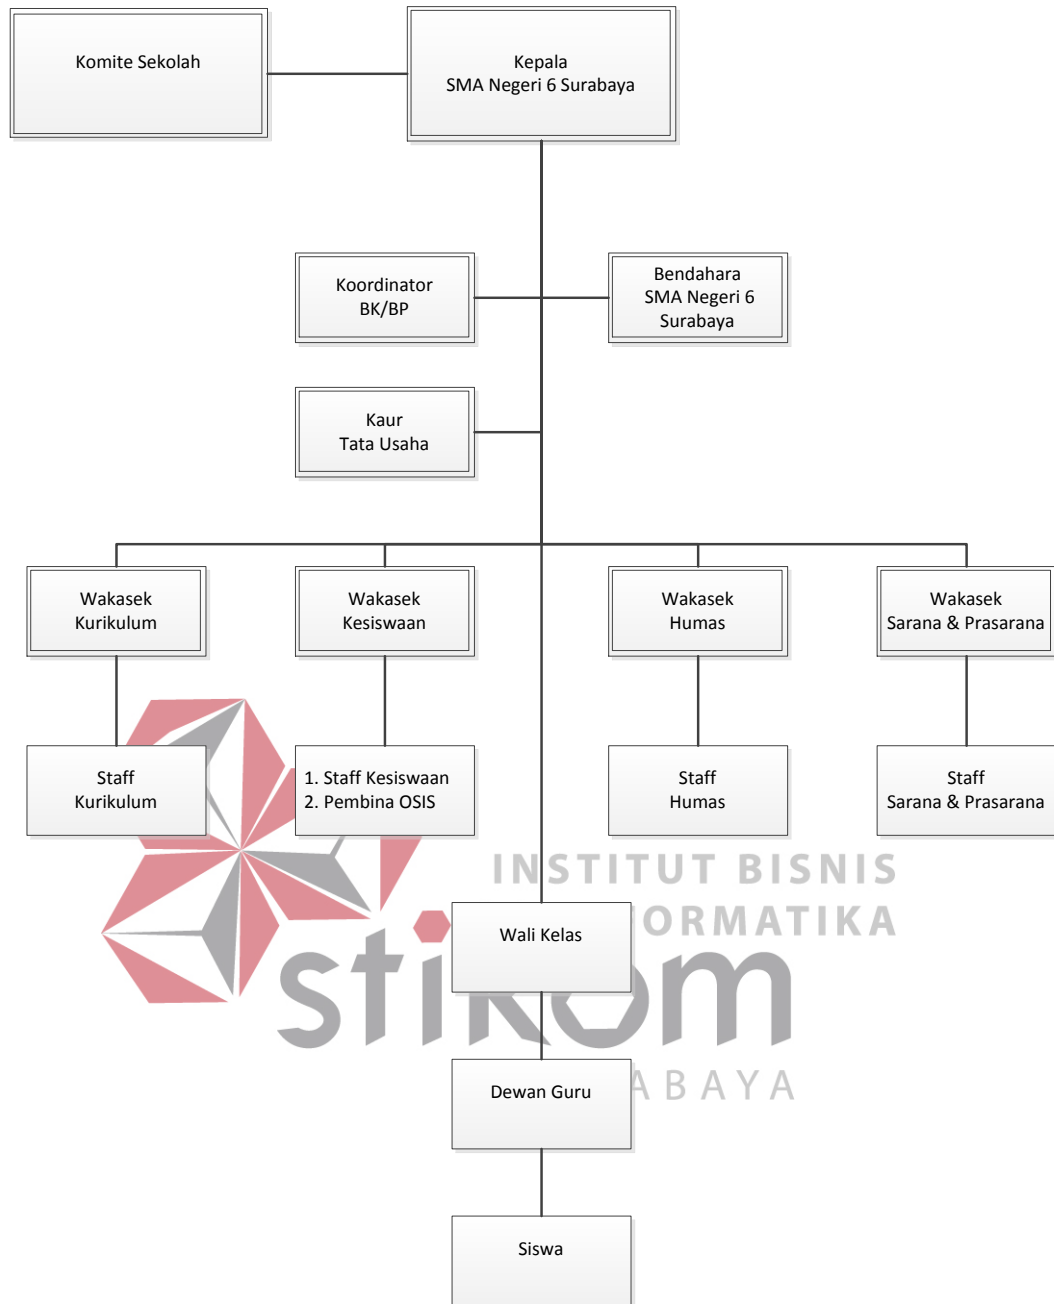 Komite Sekolah
Kepala
SMA Negeri 6 Surabaya
Koordinator
BK/BP
Bendahara
SMA Negeri 6
Surabaya
Kaur
Tata Usaha
Wakasek
Kurikulum
Wakasek
Kesiswaan
Wakasek
Humas
Wakasek
Sarana & Prasarana
Staff
Kurikulum
1. Staff Kesiswaan
2. Pembina OSIS
Staff
Humas
Staff
Sarana & Prasarana
INSTITUT BISNIS
ORMATIKA
stikom
ABAYA
Wali Kelas
Dewan Guru
Siswa